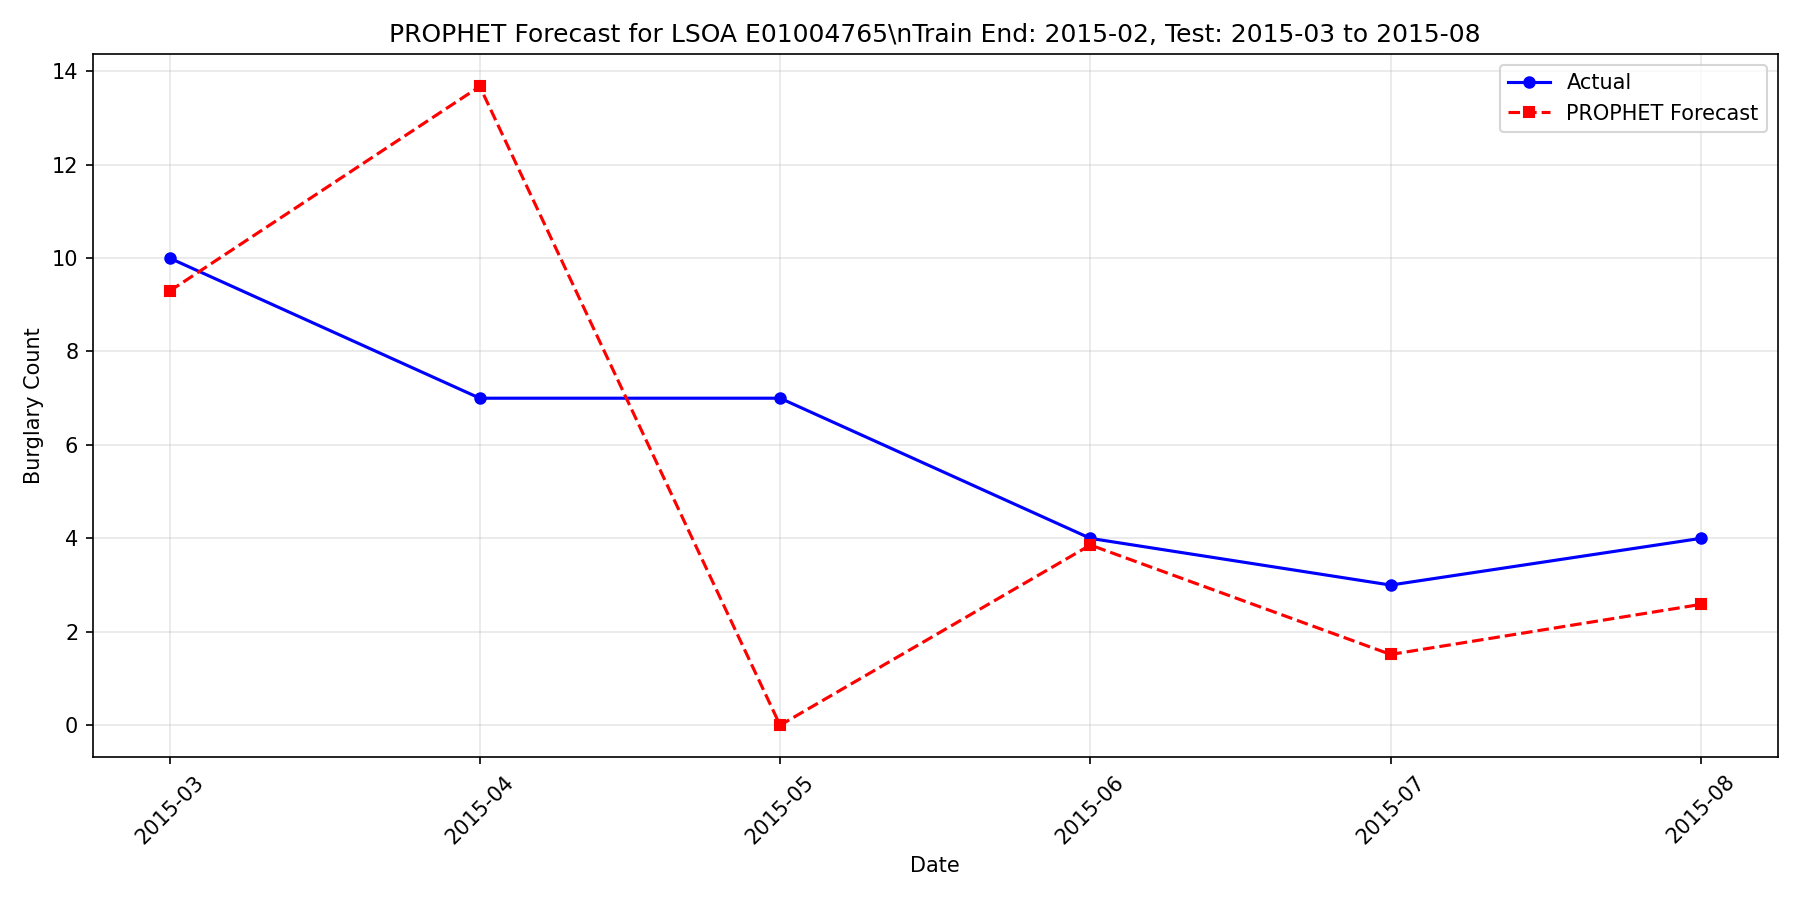 PROPHET Forecast for LSOA E01004765\nTrain End: 2015-02, Test: 2015-03 to 2015-08
Actual
PROPHET Forecast
Burglary Count
14
12
10
8
6
4
2
0
2015-03
2015-04
2015-05
2015-06
2015-07
2015-08
Date